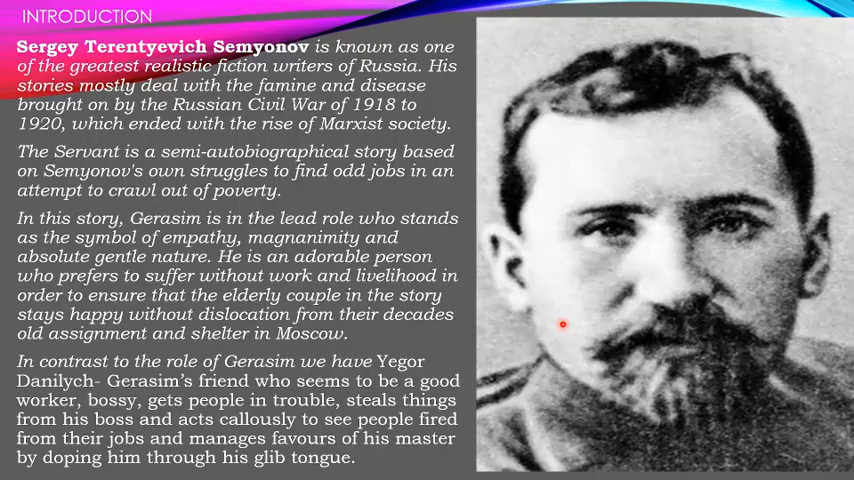 INTRODUCTION
Sergey Terentyevich Semyonov is known as one
of the greatest realistic fiction writers of Russia. His
stories mostly deal with the famine and disease
brought on by the Russian Civil War of 1918 to
1920, which ended with the rise of Marxist society.
The Servant is a semi-autobiographical story based
on Semyonov's own struggles to find odd jobs in an
attempt to crawl out of poverty.
In this story, Gerasim is in the lead role who stands
as the symbol of empathy, magnanimity and
absolute gentle nature. He is an adorable person
who prefers to suffer without work and livelihood in
order to ensure that the elderly couple in the story
stays happy without dislocation from their decades
old assignment and shelter in Moscow.
In contrast to the role of Gerasim we have Yegor
Danilych- Gerasim's friend who seems to be a good
worker, bossy, gets people in trouble, steals things
from his boss and acts callously to see people fired
from their jobs and manages favours of his master
by doping him through his glib tongue.